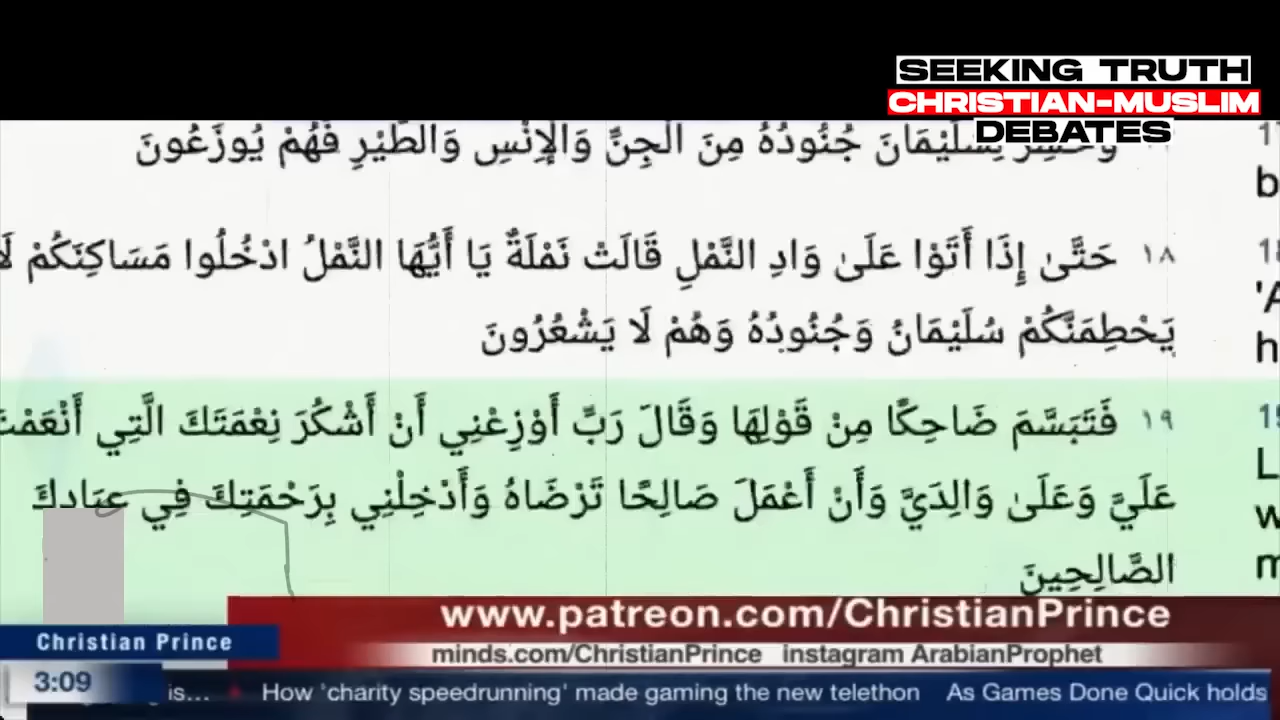 SEEKING TRUTH
CHRISTIAN-MUSLIM
DEBATES
لِسُلَيْمَانَ جُنُودُهُ مِنَ الْجِنِّ وَالْإِنْسِ وَالطَّيْرِ فَهُمْ يُوزَعُونَ
١٨ حَتَّىٰ إِذَا أَتَوْا عَلَىٰ وَادِ النَّمْلِ قَالَتْ نَمْلَةٌ يَا أَيُّهَا النَّمْلُ ادْخُلُوا مَسَاكِنَكُمْ لَا
يَحْطِمَنَّكُمْ سُلَيْمَانُ وَجُنُودُهُ وَهُمْ لَا يَشْعُرُونَ
١٩ فَتَبَسَّمَ ضَاحِكًا مِنْ قَوْلِهَا وَقَالَ رَبِّ أَوْزِعْنِي أَنْ أَشْكُرَ نِعْمَتَكَ الَّتِي أَنْعَمْتَ
عَلَيَّ وَعَلَىٰ وَالِدَيَّ وَأَنْ أَعْمَلَ صَالِحًا تَرْضَاهُ وَأَدْخِلْنِي بِرَحْمَتِكَ فِي عِبَادِكَ
الصَّالِحِينَ
www.patreon.com/ChristianPrince
Christian Prince
minds.com/ChristianPrince instagram ArabianProphet
3:09
is... How 'charity speedrunning' made gaming the new telethon As Games Done Quick holds